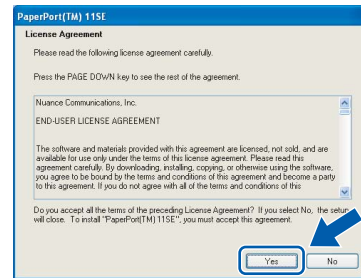 PaperPort(TM) 11SE
License Agreement
Please read the following license agreement carefully.
Press the PAGE DOWN key to see the rest of the agreement.
Nuance Communications, Inc.
END-USER LICENSE AGREEMENT
The software and materials provided with this agreement are licensed, not sold, and are
available for use only under the terms of this license agreement. Please read this
agreement carefully. By downloading, installing, copying, or otherwise using the software,
you agree to be bound by the terms and conditions of this agreement and become a party
to this agreement. If you do not agree with all of the terms and conditions of this
Do you accept all the terms of the preceding License Agreement? If you select No, the setup
will close. To install "PaperPort(TM) 11SE", you must accept this agreement.
Yes
No